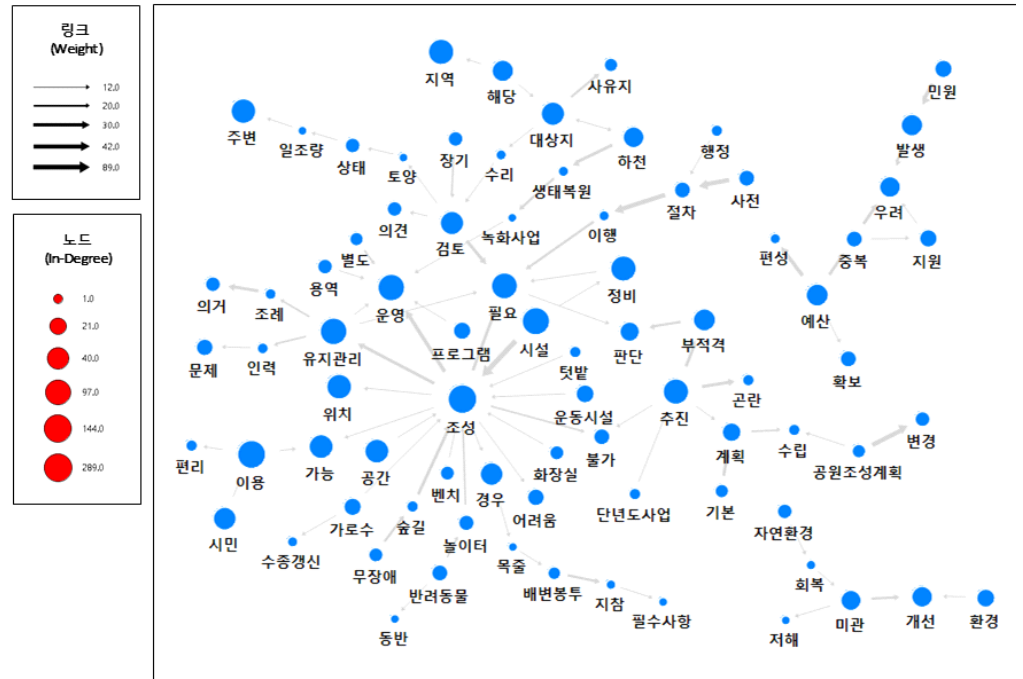 링크
(Weight)
12.0
20.0
30.0
42.0
89.0
노드
(In-Degree)
1.0
21.0
40.0
97.0
144.0
289.0
지역
해당
사유지
민원
주변
일조량
상태
장기
수리
대상지
하천
행정
발생
토양
생태복원
절차
사전
우려
의견
검토
녹화사업
이행
편성
중복
지원
별도
용역
운영
필요
정비
예산
의거
조례
프로그램
시설
판단
부적격
문제
인력
유지관리
텃밭
확보
위치
조성
운동시설
추진
곤란
편리
이용
가능
공간
벤치
경우
화장실
불가
계획
수립
공원조성계획
변경
시민
가로수
숲길
놀이터
어려움
단년도사업
기본
자연환경
수종갱신
무장애
반려동물
목줄
배변봉투
지참
필수사항
회복
동반
저해
미관
개선
환경